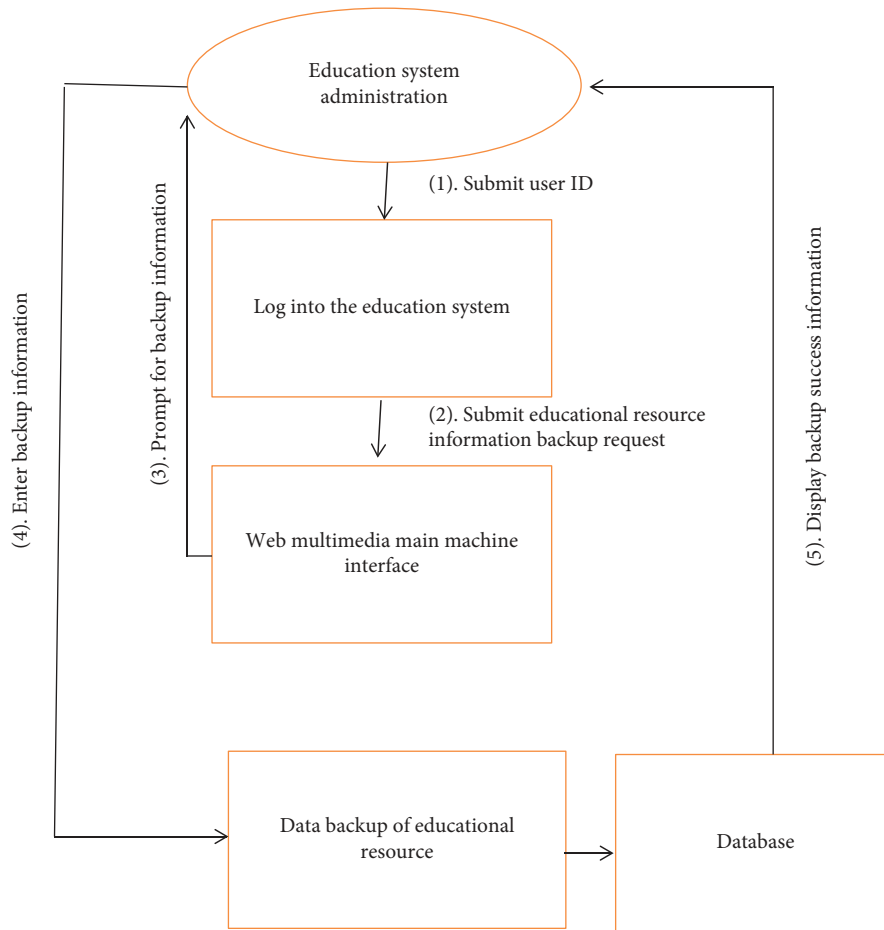 Education system
administration
(1). Submit user ID
Log into the education system
(2). Submit educational resource
information backup request
(3). Prompt for backup information
Web multimedia main machine
interface
(4). Enter backup information
(5). Display backup success information
Data backup of educational
resource
Database